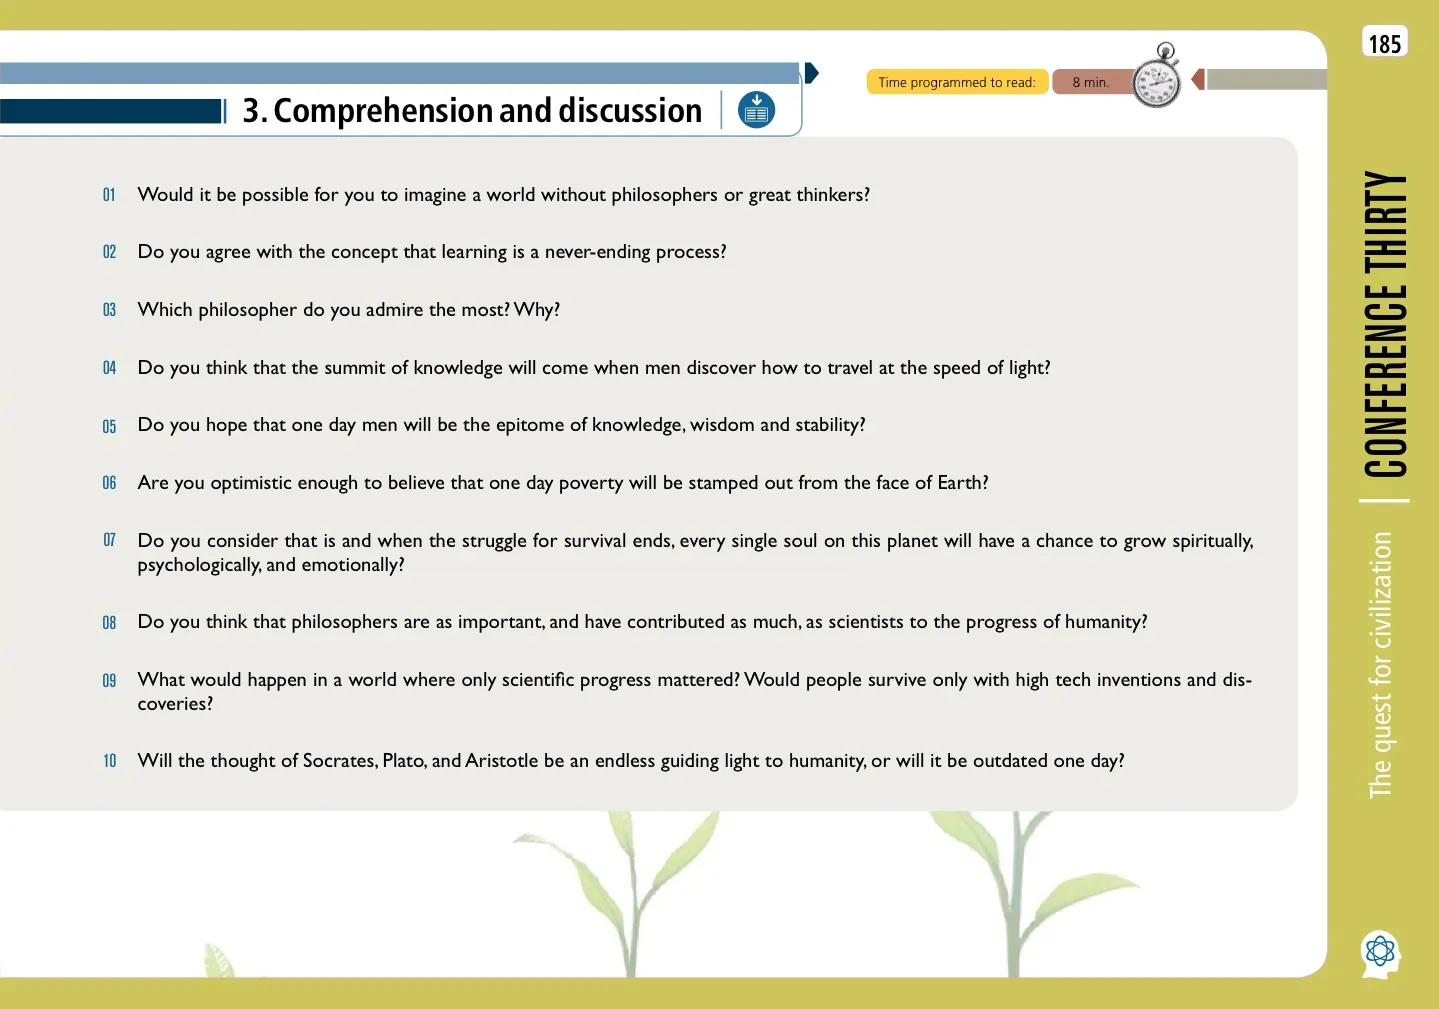 185
Time programmed to read:
8 min.
3. Comprehension and discussion
01 Would it be possible for you to imagine a world without philosophers or great thinkers?
02 Do you agree with the concept that learning is a never-ending process?
03 Which philosopher do you admire the most? Why?
04 Do you think that the summit of knowledge will come when men discover how to travel at the speed of light?
05 Do you hope that one day men will be the epitome of knowledge, wisdom and stability?
06 Are you optimistic enough to believe that one day poverty will be stamped out from the face of Earth?
07 Do you consider that is and when the struggle for survival ends, every single soul on this planet will have a chance to grow spiritually,
psychologically, and emotionally?
08 Do you think that philosophers are as important, and have contributed as much, as scientists to the progress of humanity?
09 What would happen in a world where only scientific progress mattered? Would people survive only with high tech inventions and dis-
coveries?
10 Will the thought of Socrates, Plato, and Aristotle be an endless guiding light to humanity, or will it be outdated one day?
The quest for civilization
CONFERENCE THIRTY